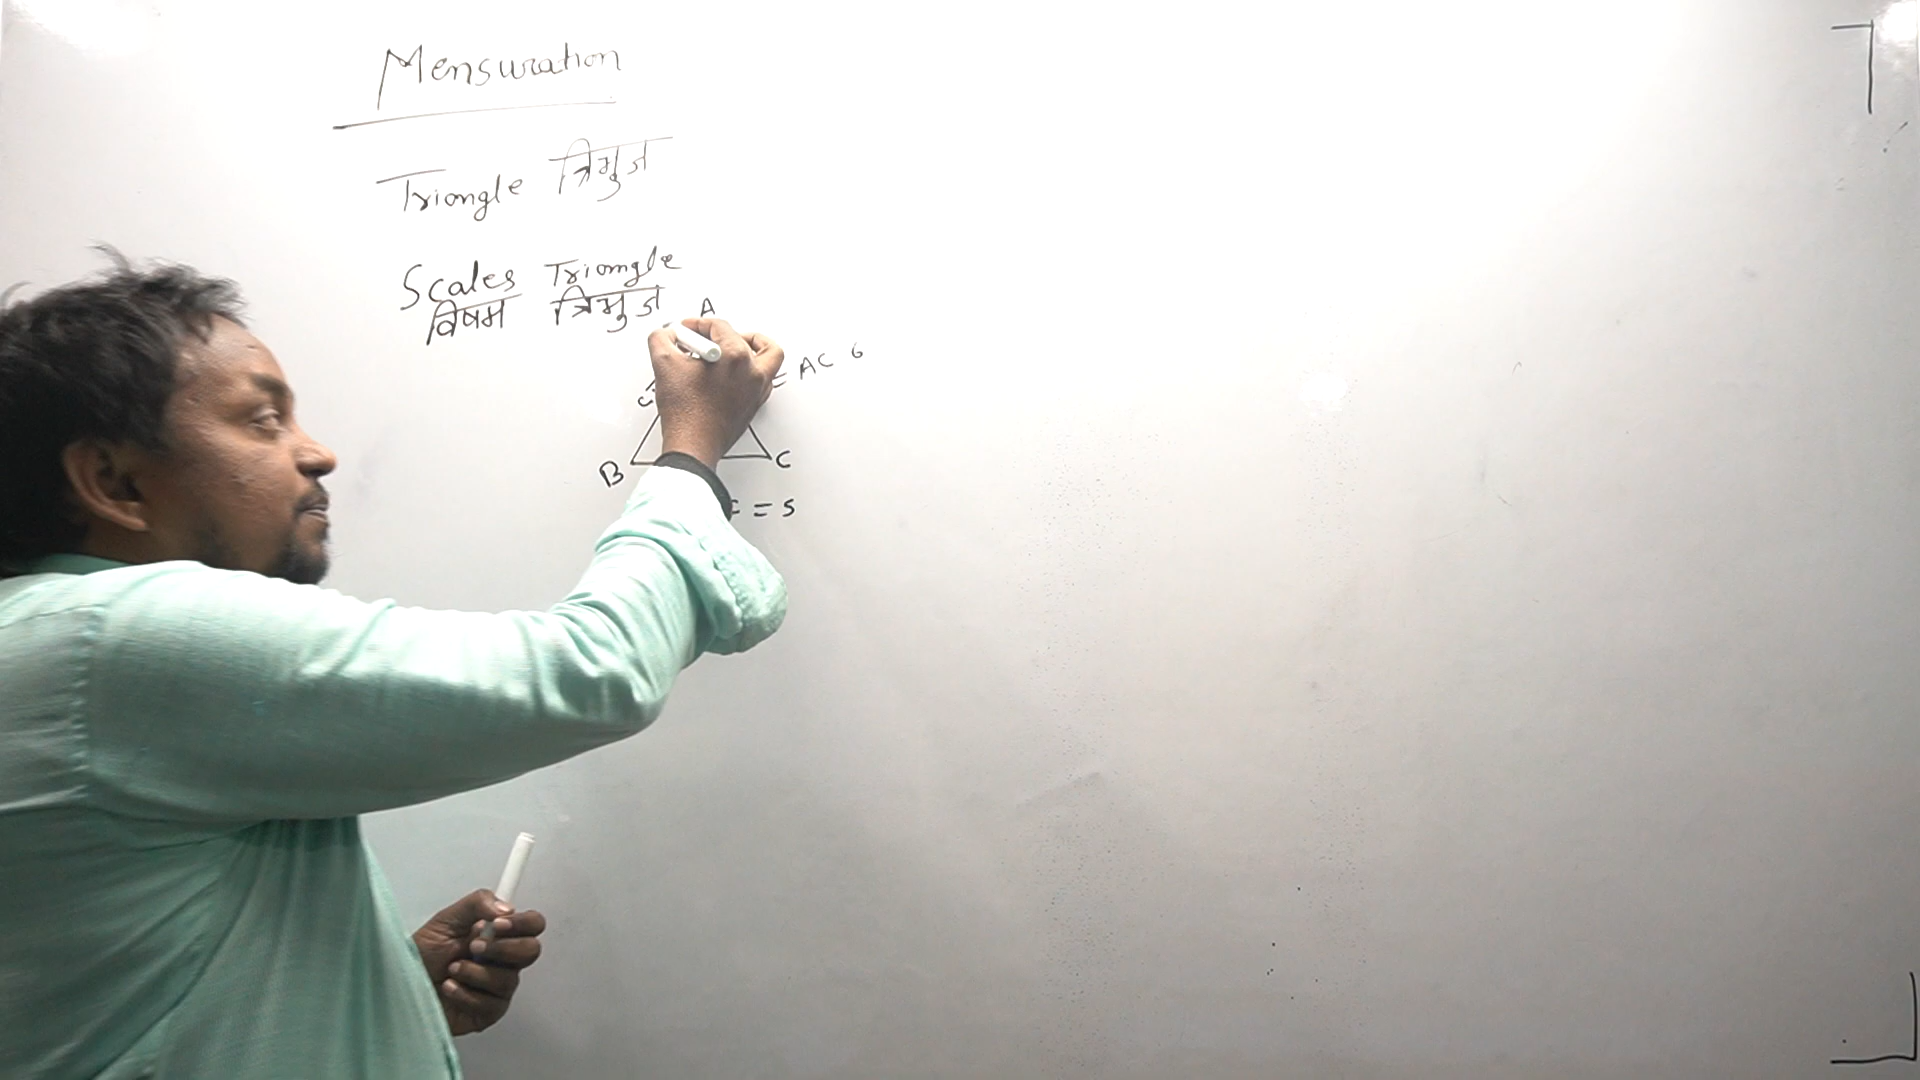 Mensuration
Triangle त्रिभुज
Scales Triangle
विषम त्रिभुज
A
= AC 6
c
B
C
= 5